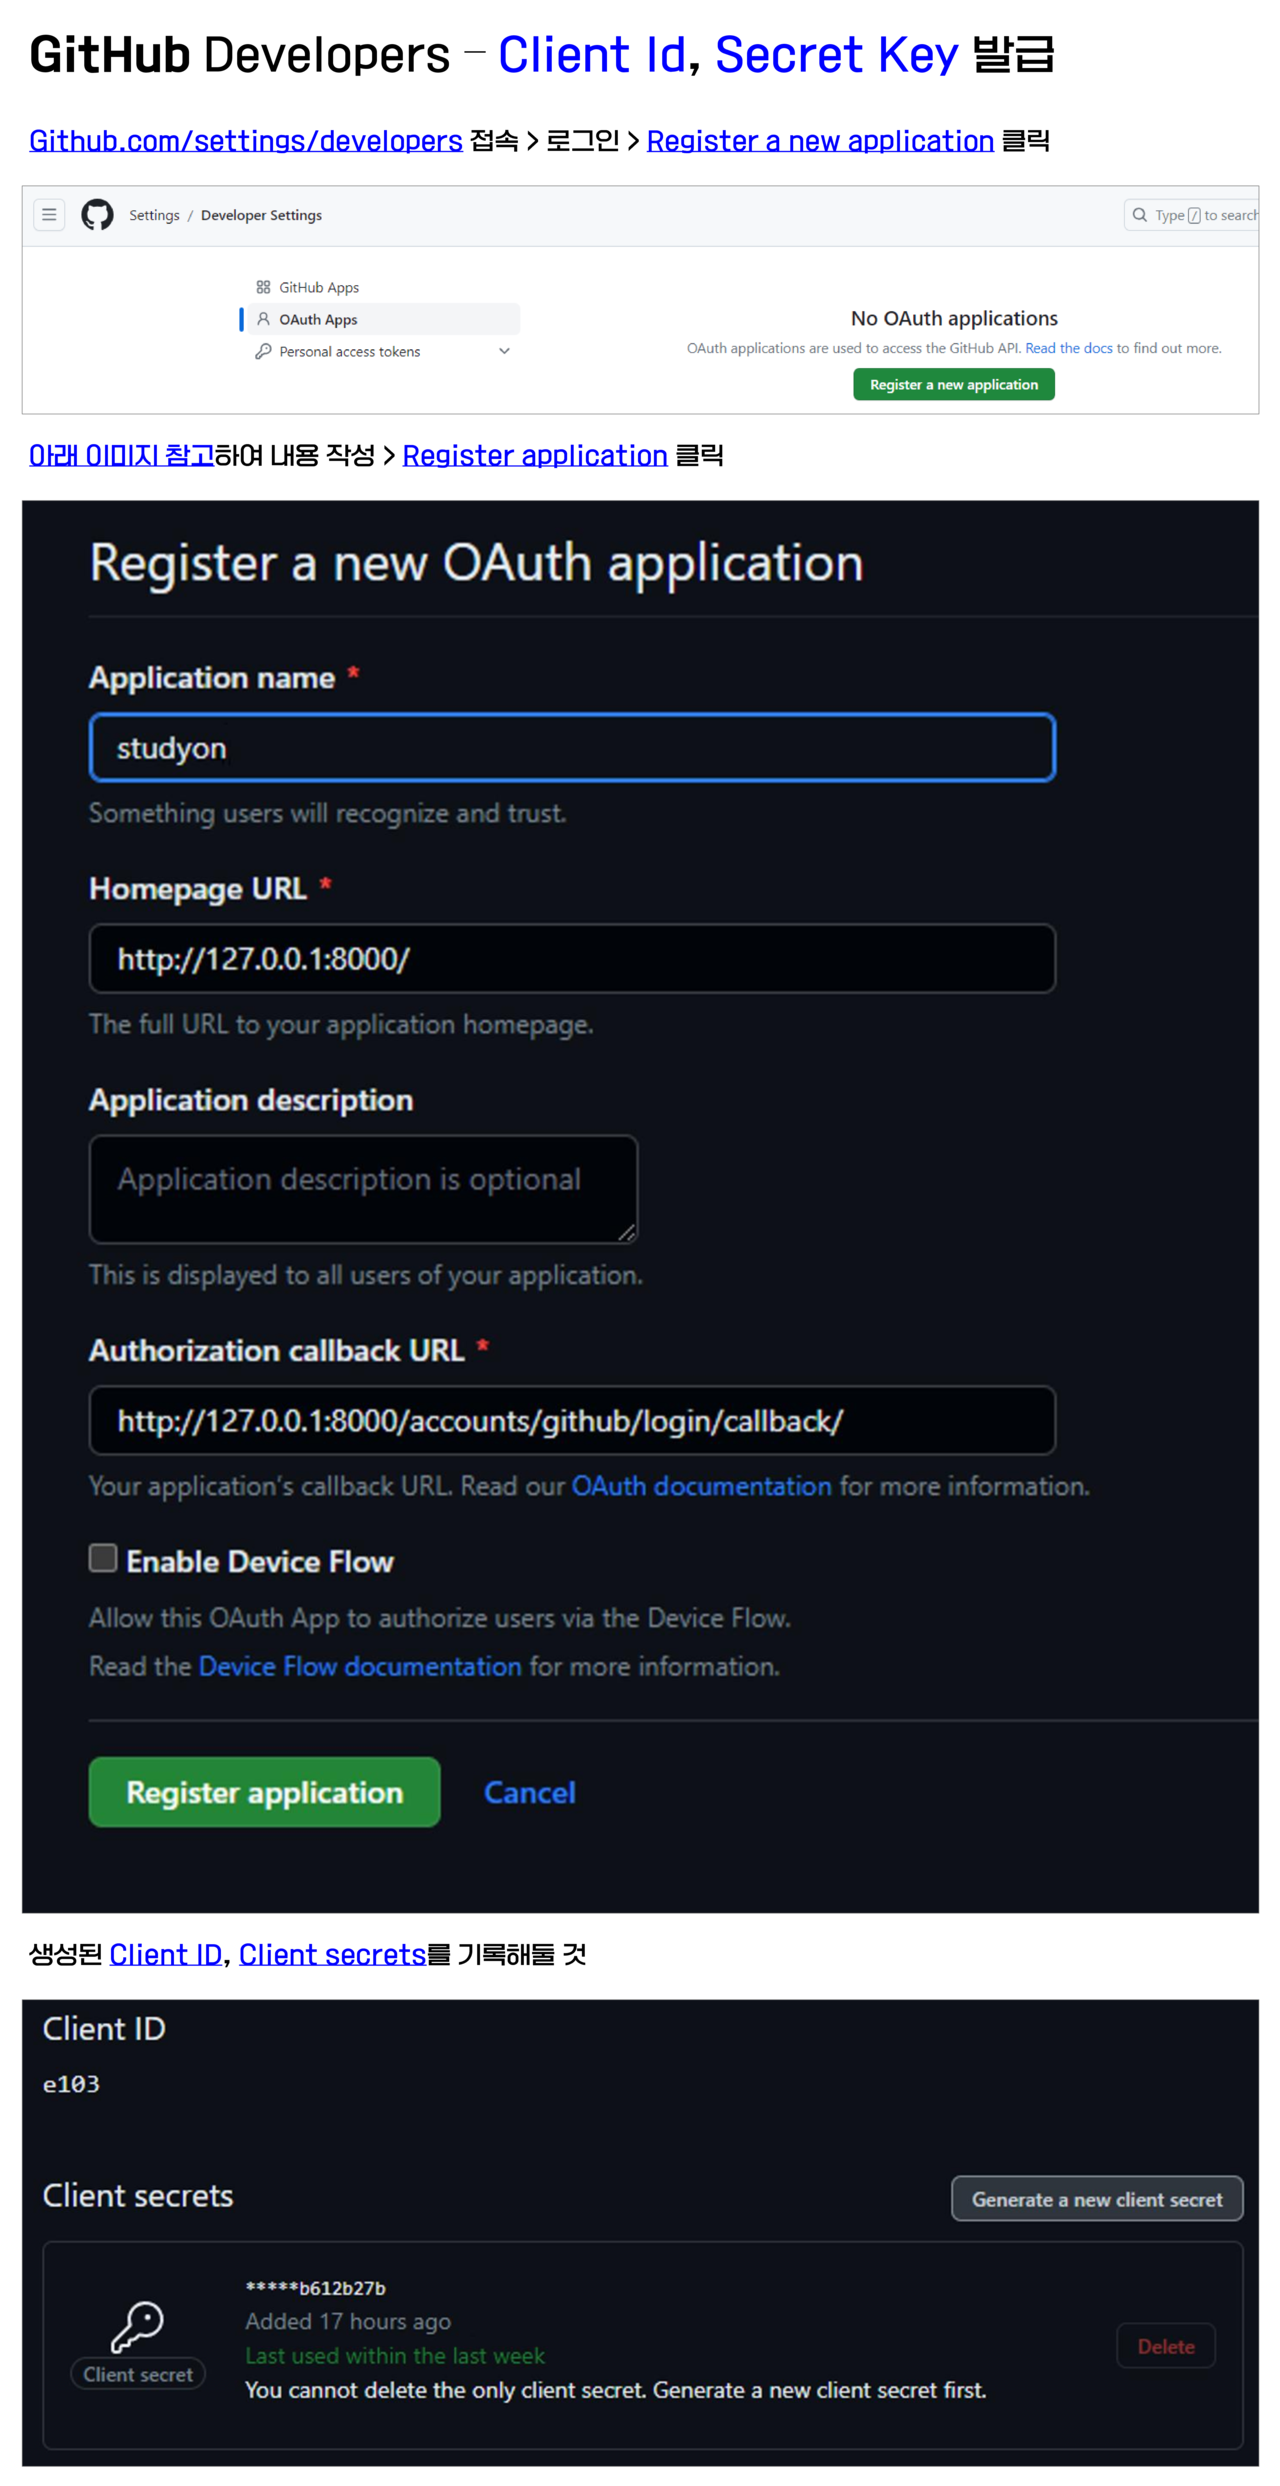 GitHub Developers – Client Id, Secret Key 발급
Github.com/settings/developers 접속 > 로그인 > Register a new application 클릭
Settings / Developer Settings
Type / to search
GitHub Apps
OAuth Apps
Personal access tokens
No OAuth applications
OAuth applications are used to access the GitHub API. Read the docs to find out more.
Register a new application
아래 이미지 참고하여 내용 작성 > Register application 클릭
Register a new OAuth application
Application name *
studyon
Something users will recognize and trust.
Homepage URL *
http://127.0.0.1:8000/
The full URL to your application homepage.
Application description
Application description is optional
This is displayed to all users of your application.
Authorization callback URL *
http://127.0.0.1:8000/accounts/github/login/callback/
Your application's callback URL. Read our OAuth documentation for more information.
Enable Device Flow
Allow this OAuth App to authorize users via the Device Flow.
Read the Device Flow documentation for more information.
Register application Cancel
생성된 Client ID, Client secrets를 기록해둘 것
Client ID
e103
Client secrets
Generate a new client secret
*****b612b27b
Added 17 hours ago
Last used within the last week
You cannot delete the only client secret. Generate a new client secret first.
Client secret
Delete